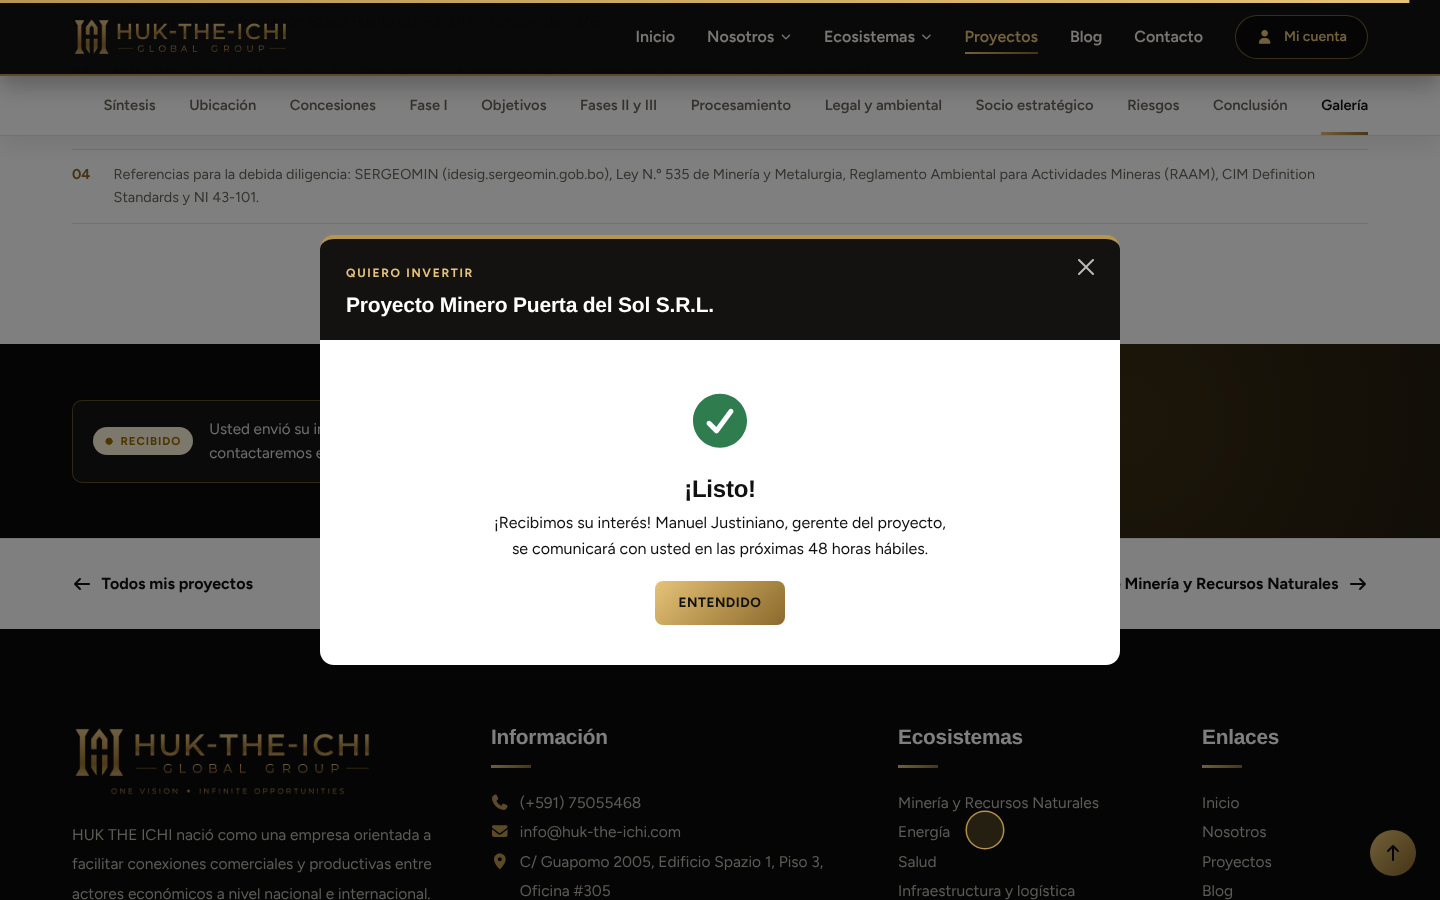 HUK-THE-ICHI
GLOBAL GROUP
Inicio
Nosotros
Ecosistemas
Proyectos
Blog
Contacto
Mi cuenta
Síntesis
Ubicación
Concesiones
Fase I
Objetivos
Fases II y III
Procesamiento
Legal y ambiental
Socio estratégico
Riesgos
Conclusión
Galería
04
Referencias para la debida diligencia: SERGEOMIN (idesig.sergeomin.gob.bo), Ley N.º 535 de Minería y Metalurgia, Reglamento Ambiental para Actividades Mineras (RAAM), CIM Definition
Standards y NI 43-101.
QUIERO INVERTIR
Proyecto Minero Puerta del Sol S.R.L.
¡Listo!
¡Recibimos su interés! Manuel Justiniano, gerente del proyecto,
se comunicará con usted en las próximas 48 horas hábiles.
ENTENDIDO
RECIBIDO
Usted envió su
contactaremos
Todos mis proyectos
Minería y Recursos Naturales
HUK-THE-ICHI
GLOBAL GROUP
ONE VISION • INFINITE OPPORTUNITIES
HUK THE ICHI nació como una empresa orientada a
facilitar conexiones comerciales y productivas entre
actores económicos a nivel nacional e internacional.
Información
(+591) 75055468
info@huk-the-ichi.com
C/ Guapomo 2005, Edificio Spazio 1, Piso 3,
Oficina #305
Ecosistemas
Minería y Recursos Naturales
Energía
Salud
Infraestructura y logística
Enlaces
Inicio
Nosotros
Proyectos
Blog